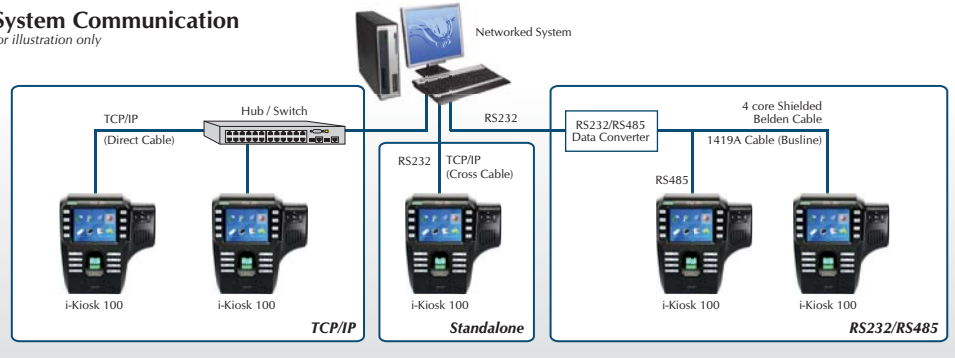 System Communication
or illustration only
Networked System
TCP/IP
(Direct Cable)
Hub / Switch
RS232
TCP/IP
(Cross Cable)
RS232
RS232/RS485
Data Converter
4 core Shielded
Belden Cable
1419A Cable (Busline)
RS485
i-Kiosk 100
i-Kiosk 100
i-Kiosk 100
i-Kiosk 100
i-Kiosk 100
TCP/IP
Standalone
RS232/RS485